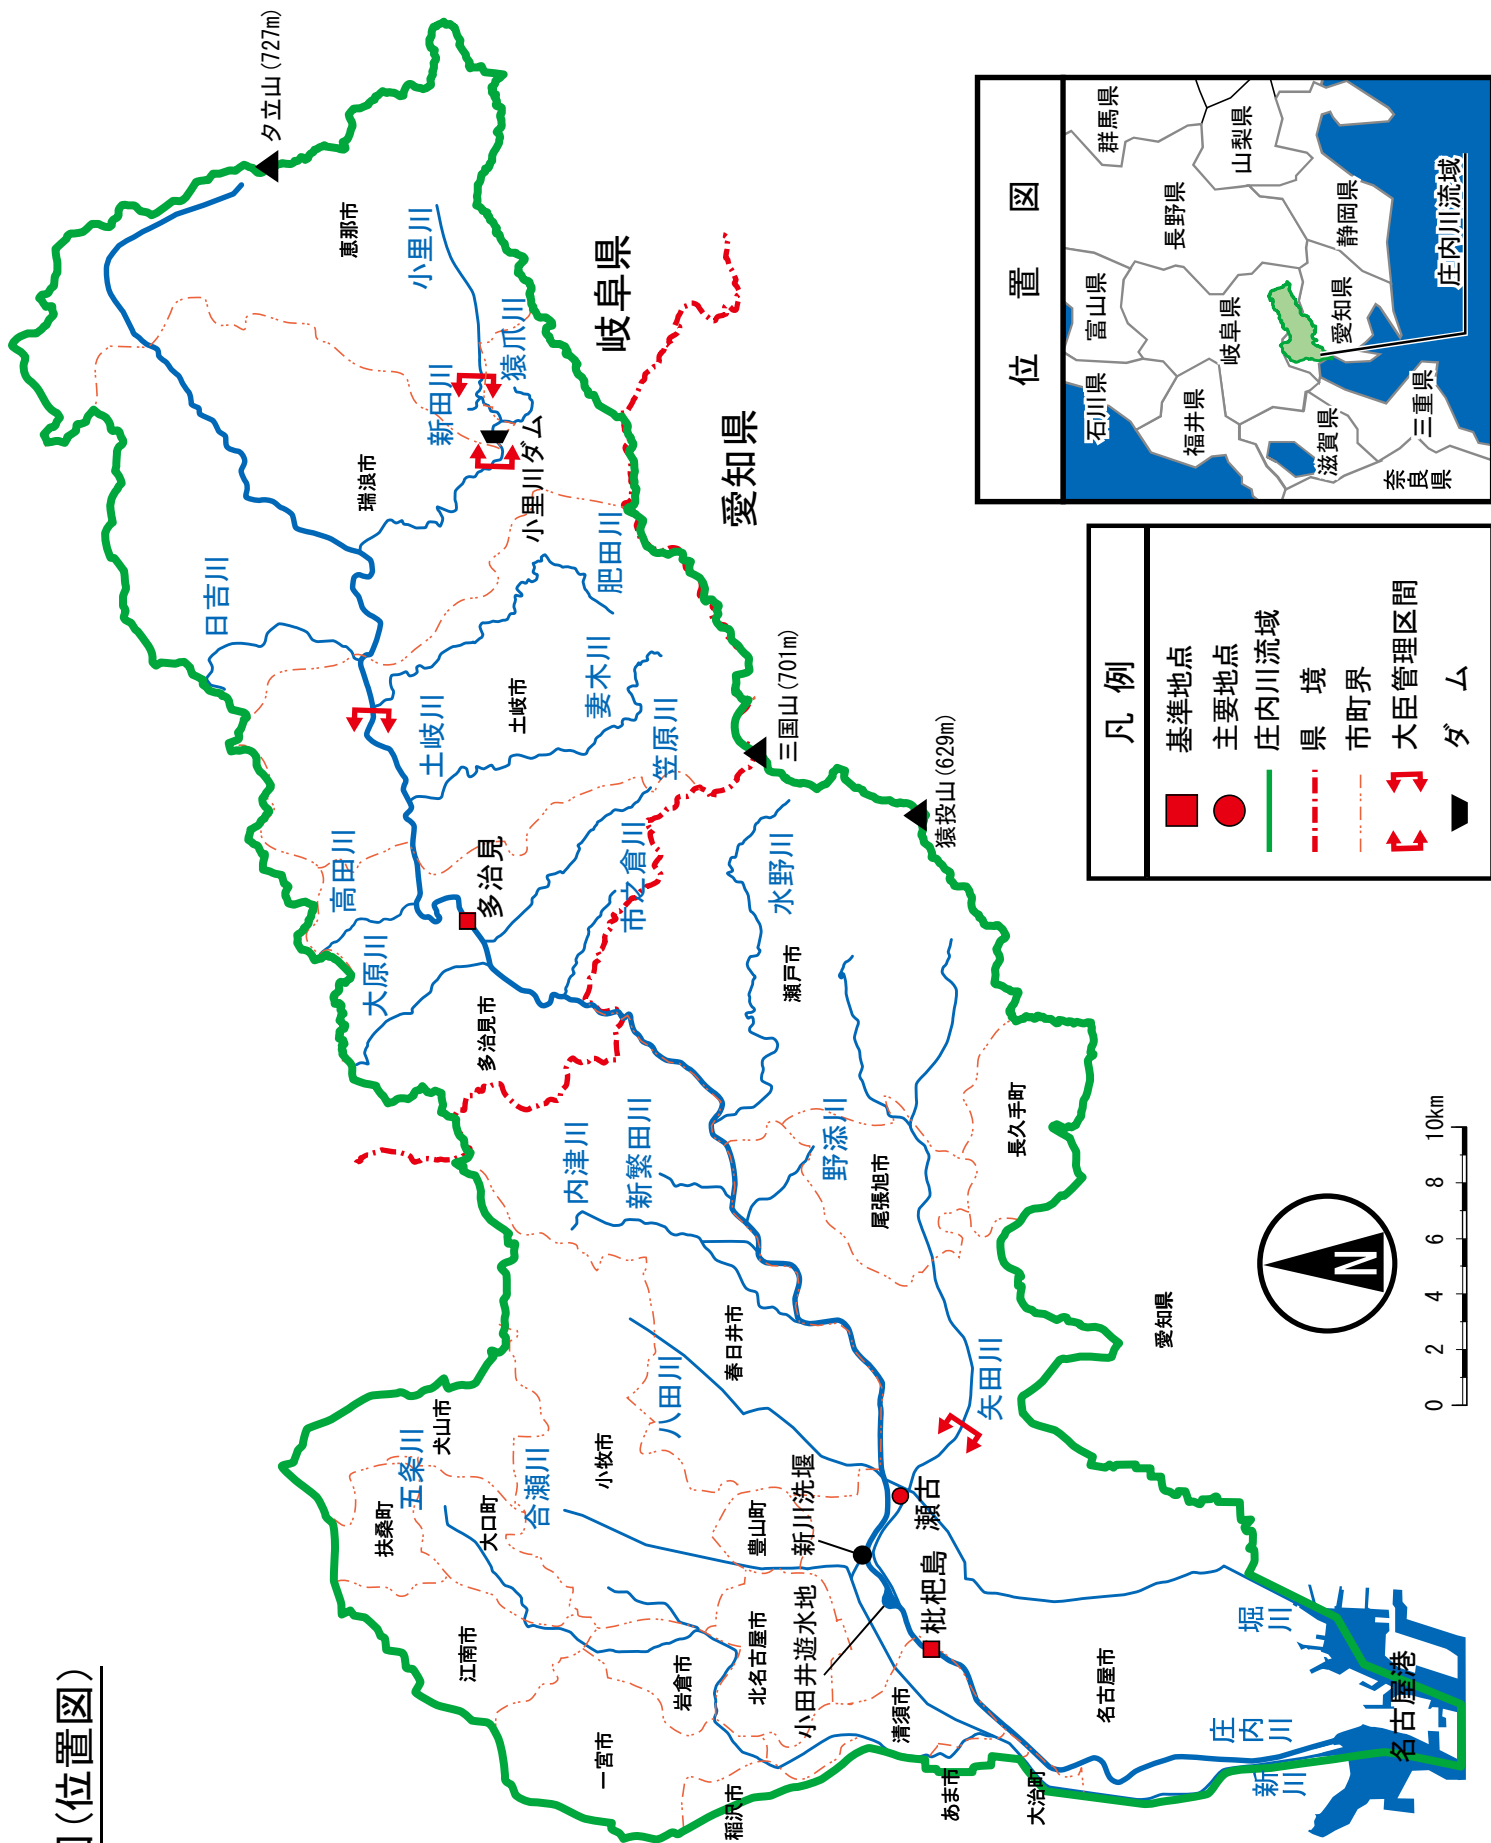 (位置図)
夕立山(727m)
恵那市
小里川
岐阜県
猿爪川
新田川
小里川ダム
瑞浪市
愛知県
日吉川
肥田川
妻木川
土岐市
土岐川
笠原川
三国山(701m)
猿投山(629m)
高田川
多治見
市之倉川
水野川
大原川
多治見市
瀬戸市
長久手町
内津川
新繁田川
野添川
尾張旭市
愛知県
春日井市
八田川
矢田川
犬山市
五条川
合瀬川
小牧市
扶桑町
大口町
豊山町
新川洗堰
瀬古
枇杷島
小田井遊水地
江南市
岩倉市
北名古屋市
清須市
名古屋市
一宮市
稲沢市
あま市
大治町
堀川
庄内川
新川
名古屋港
N
0 2 4 6 8 10km
凡例
基準地点
主要地点
庄内川流域
県境
市町界
大臣管理区間
ダム
位置図
群馬県
山梨県
長野県
静岡県
富山県
岐阜県
愛知県
石川県
福井県
滋賀県
三重県
奈良県
庄内川流域